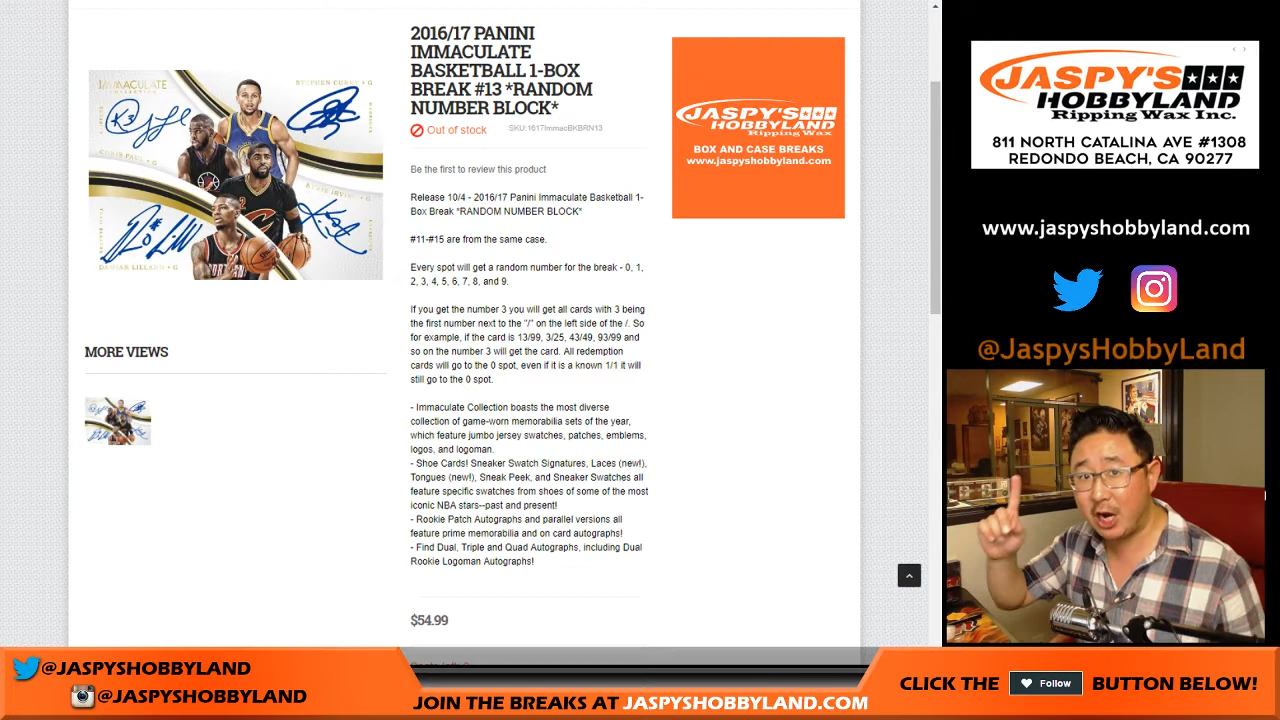 2016/17 PANINI
IMMACULATE
BASKETBALL 1-BOX
BREAK #13 *RANDOM
NUMBER BLOCK*
Out of stock
SKU:1617ImmacBKBRN13
Be the first to review this product
Release 10/4 - 2016/17 Panini Immaculate Basketball 1-
Box Break *RANDOM NUMBER BLOCK*
#11-#15 are from the same case.
Every spot will get a random number for the break - 0, 1,
2, 3, 4, 5, 6, 7, 8, and 9.
If you get the number 3 you will get all cards with 3 being
the first number next to the "/" on the left side of the /. So
for example, if the card is 13/99, 3/25, 43/49, 93/99 and
so on the number 3 will get the card. All redemption
cards will go to the 0 spot, even if it is a known 1/1 it will
still go to the 0 spot.
- Immaculate Collection boasts the most diverse
collection of game-worn memorabilia sets of the year,
which feature jumbo jersey swatches, patches, emblems,
logos, and logoman.
- Shoe Cards! Sneaker Swatch Signatures, Laces (new!),
Tongues (new!), Sneak Peek, and Sneaker Swatches all
feature specific swatches from shoes of some of the most
iconic NBA stars--past and present!
- Rookie Patch Autographs and parallel versions all
feature prime memorabilia and on card autographs!
- Find Dual, Triple and Quad Autographs, including Dual
Rookie Logoman Autographs!
$54.99
IMMACULATE
COLLECTION
STEPHEN CURRY - G
CHRIS PAUL - G
KYRIE IRVING - G
DAMIAN LILLARD - G
MORE VIEWS
JASPY'S
HOBBYLAND
Ripping Wax
BOX AND CASE BREAKS
www.jaspyshobbyland.com
JASPY'S
HOBBYLAND
Ripping Wax Inc.
811 NORTH CATALINA AVE #1308
REDONDO BEACH, CA 90277
www.jaspyshobbyland.com
@JaspysHobbyLand
@JASPYSHOBBYLAND
@JASPYSHOBBYLAND
JOIN THE BREAKS AT JASPYSHOBBYLAND.COM
CLICK THE Follow BUTTON BELOW!